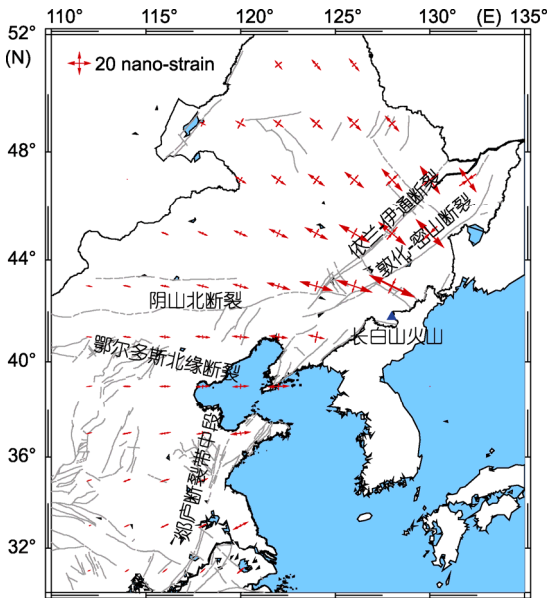 110° 115° 120° 125° 130° (E) 135°
52°
(N)
20 nano-strain
48°
依兰-伊通断裂
敦化-密山断裂
44°
阴山北断裂
长白山火山
鄂尔多斯北缘断裂
40°
郯庐断裂带中段
36°
32°